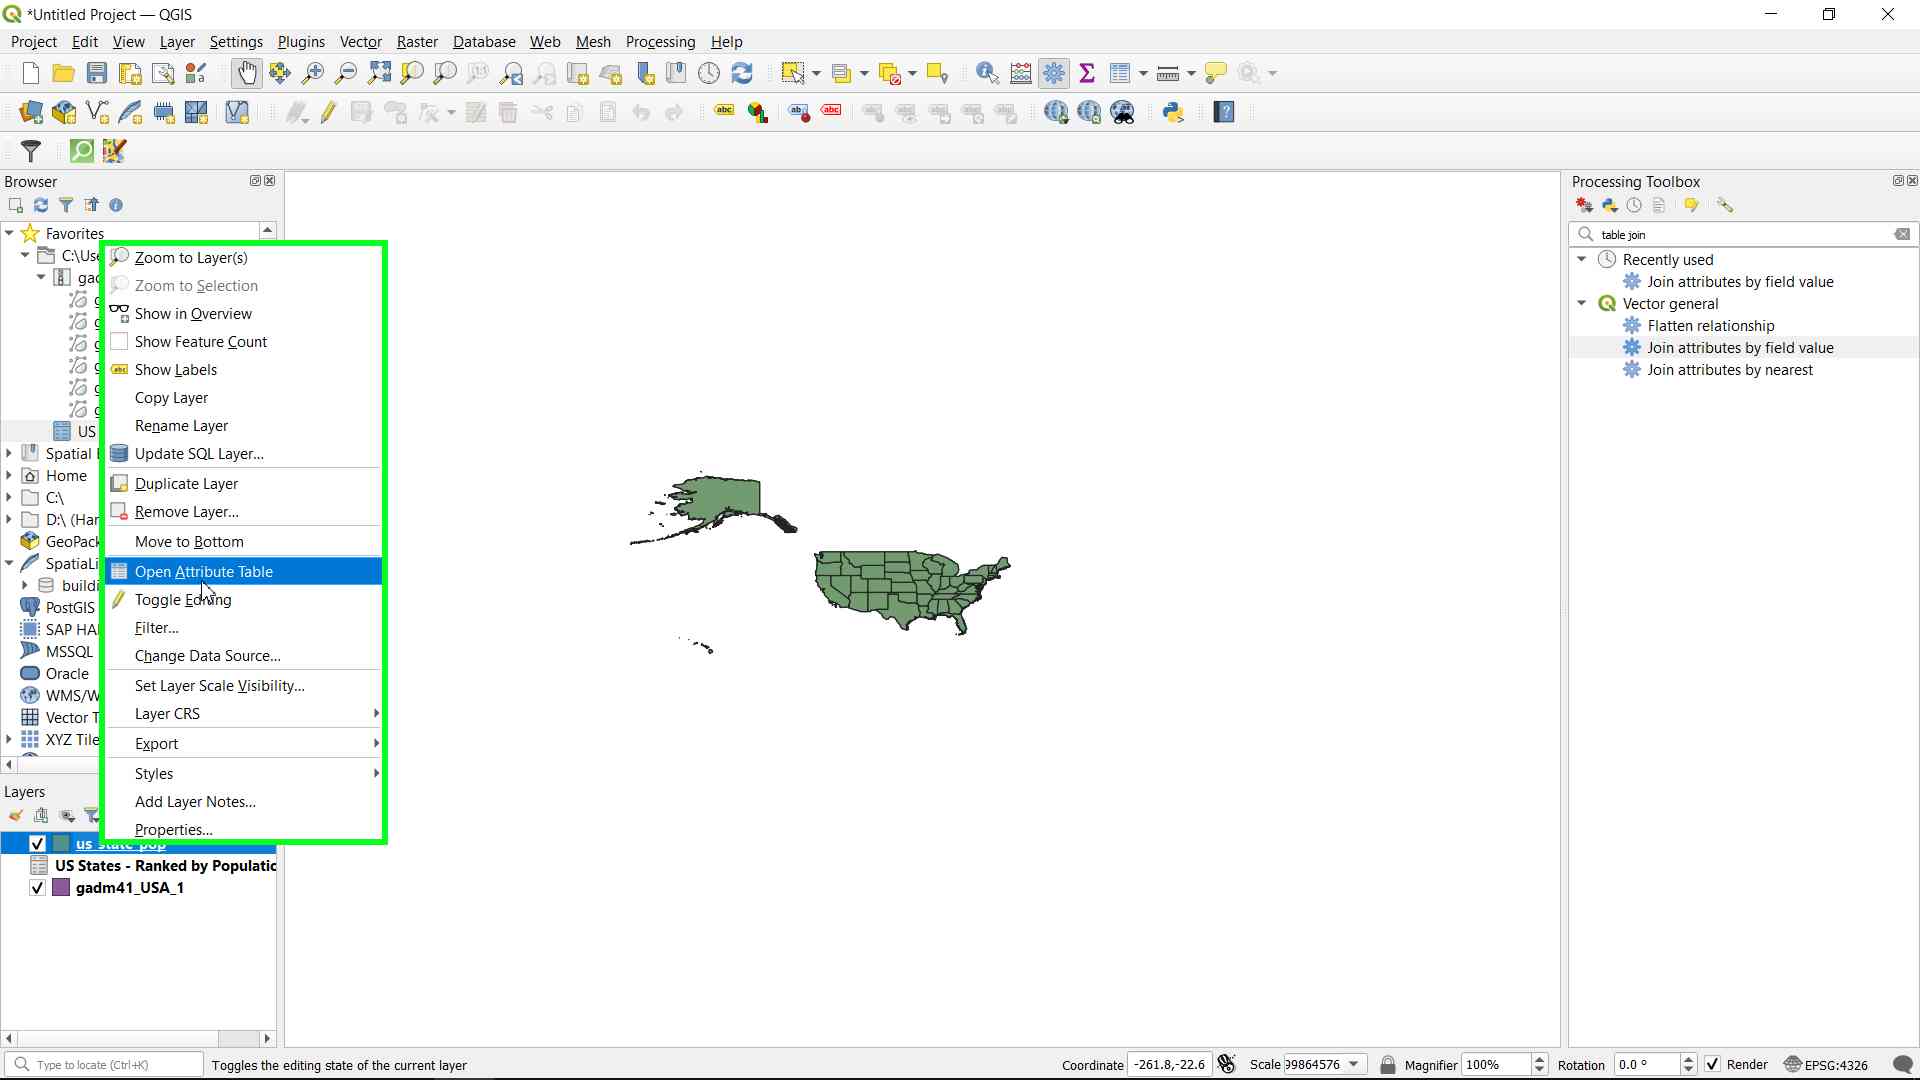 *Untitled Project — QGIS
Project Edit View Layer Settings Plugins Vector Raster Database Web Mesh Processing Help
Browser
Favorites
C:\Use
gad
US
Spatial
Home
C:\
D:\ (Har
GeoPack
SpatiaLi
buildi
PostGIS
SAP HA
MSSQL
Oracle
WMS/W
Vector T
XYZ Tile
Zoom to Layer(s)
Zoom to Selection
Show in Overview
Show Feature Count
Show Labels
Copy Layer
Rename Layer
Update SQL Layer...
Duplicate Layer
Remove Layer...
Move to Bottom
Open Attribute Table
Toggle Editing
Filter...
Change Data Source...
Set Layer Scale Visibility...
Layer CRS
Export
Styles
Add Layer Notes...
Properties...
Layers
us_state_pop
US States - Ranked by Populatio
gadm41_USA_1
Processing Toolbox
table join
Recently used
Join attributes by field value
Vector general
Flatten relationship
Join attributes by field value
Join attributes by nearest
Type to locate (Ctrl+K) Toggles the editing state of the current layer Coordinate -261.8,-22.6 Scale 99864576 Magnifier 100% Rotation 0.0 ° Render EPSG:4326